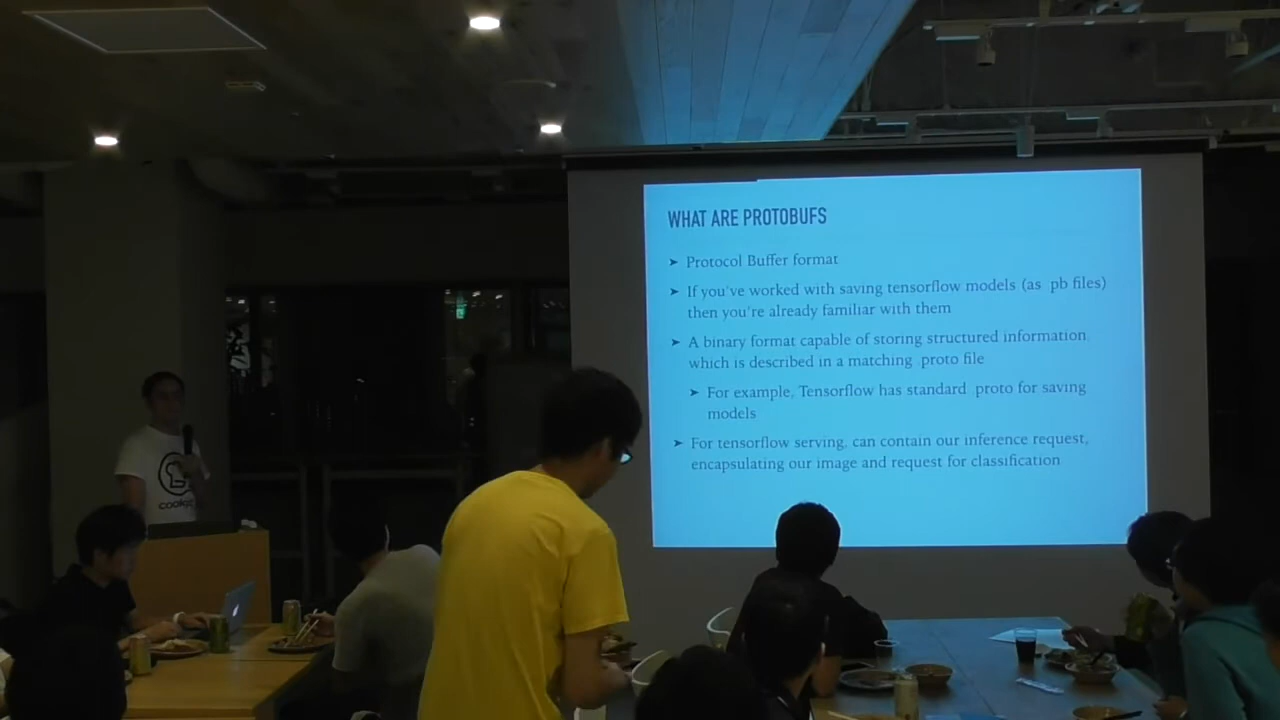 WHAT ARE PROTOBUFS
➤ Protocol Buffer format
➤ If you've worked with saving tensorflow models (as pb files)
then you're already familiar with them
➤ A binary format capable of storing structured information,
which is described in a matching .proto file
➤ For example, Tensorflow has standard .proto for saving
models
➤ For tensorflow serving, can contain our inference request,
encapsulating our image and request for classification